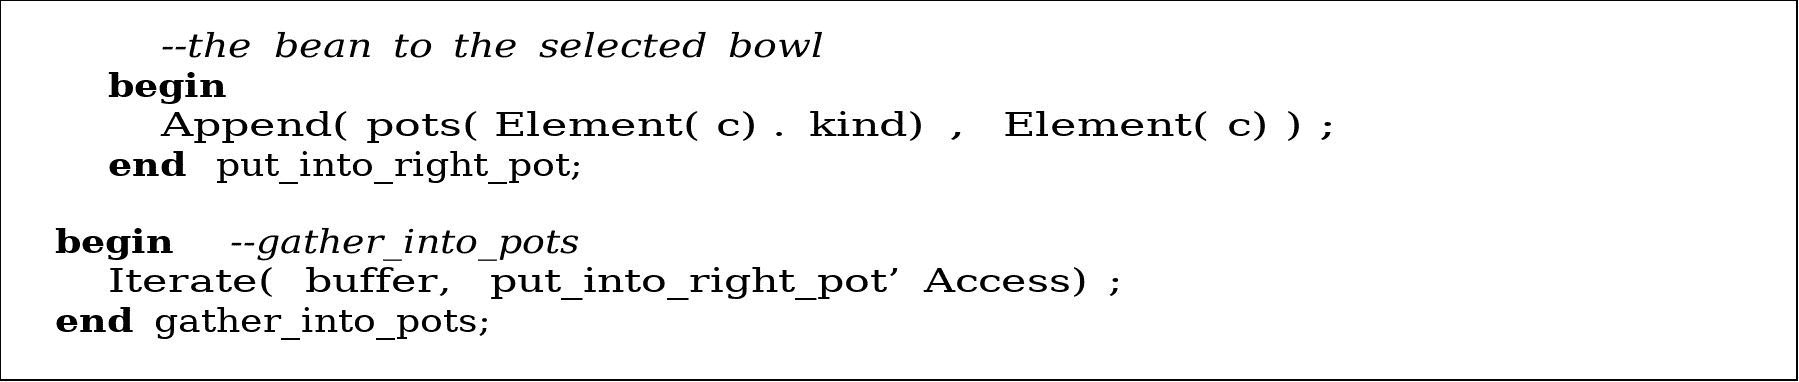 --the bean to the selected bowl
begin
Append( pots( Element( c) . kind) , Element( c) ) ;
end put_into_right_pot;
begin --gather_into_pots
Iterate( buffer, put_into_right_pot’ Access) ;
end gather_into_pots;